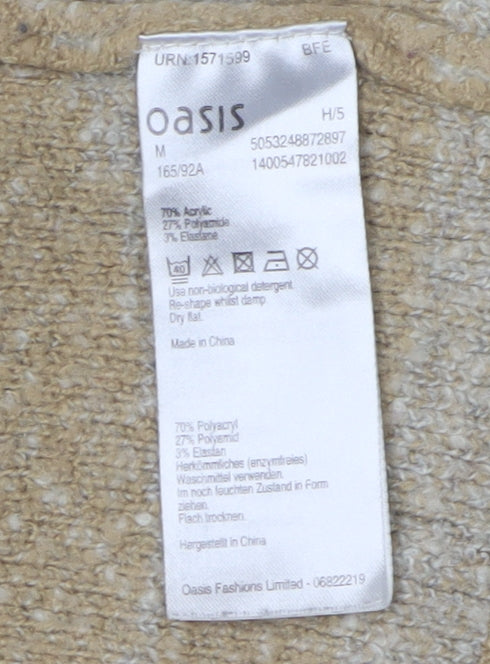 URN:1571599 BFE
oasis H/5
M 5053248872897
165/92A 1400547821002
70% Acrylic
27% Polyamide
3% Elastane
40
Use non-biological detergent.
Re-shape whilst damp.
Dry flat.
Made in China
70% Polyacryl
27% Polyamid
3% Elastan
Herkömmliches (enzymfreies)
Waschmittel verwenden.
Im noch feuchten Zustand in Form
ziehen.
Flach trocknen.
Hergestellt in China
Oasis Fashions Limited - 06822219